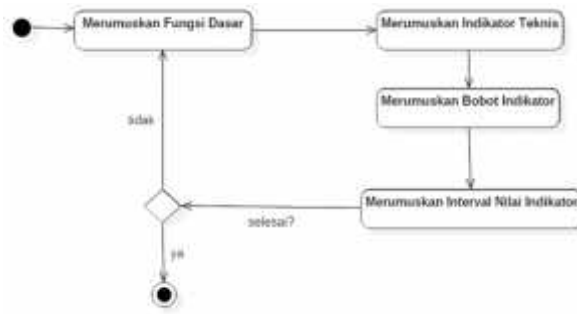 Merumuskan Fungsi Dasar
Merumuskan Indikator Teknis
Merumuskan Bobot Indikator
Merumuskan Interval Nilai Indikator
selesai?
tidak
ya